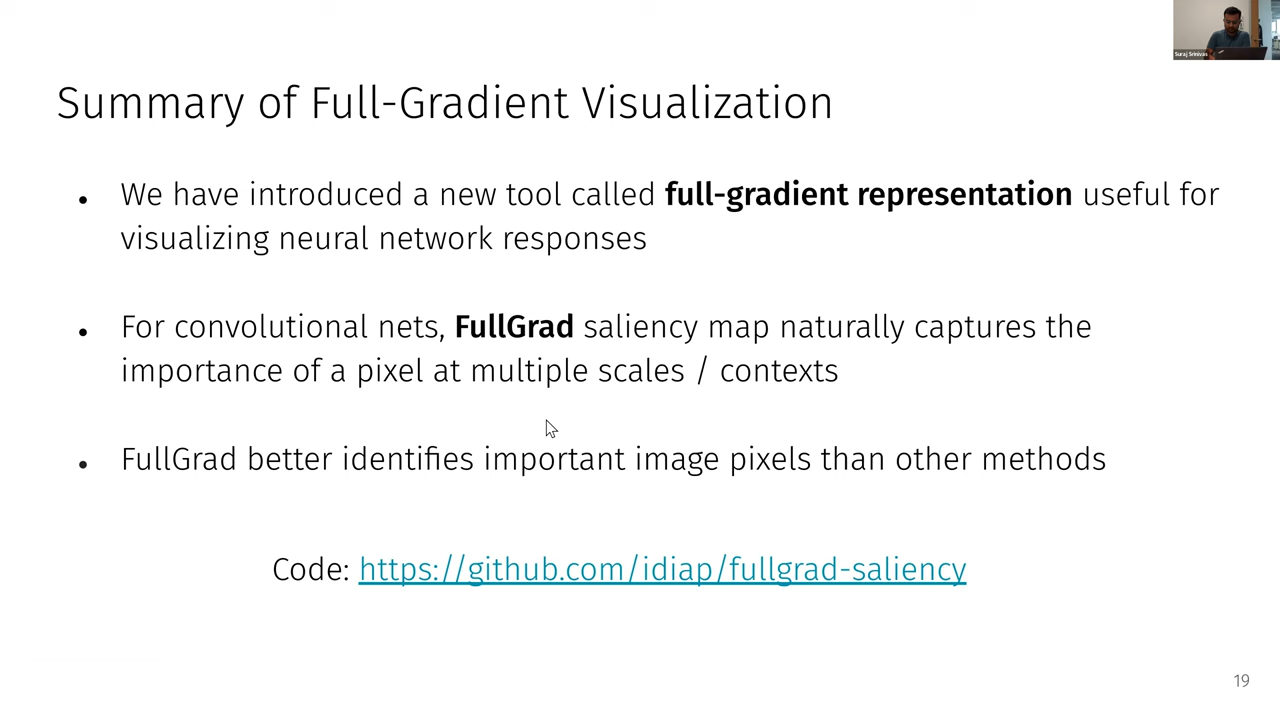 Suraj Srinivas
Summary of Full-Gradient Visualization
• We have introduced a new tool called full-gradient representation useful for
visualizing neural network responses
• For convolutional nets, FullGrad saliency map naturally captures the
importance of a pixel at multiple scales / contexts
• FullGrad better identifies important image pixels than other methods
Code: https://github.com/idiap/fullgrad-saliency
19